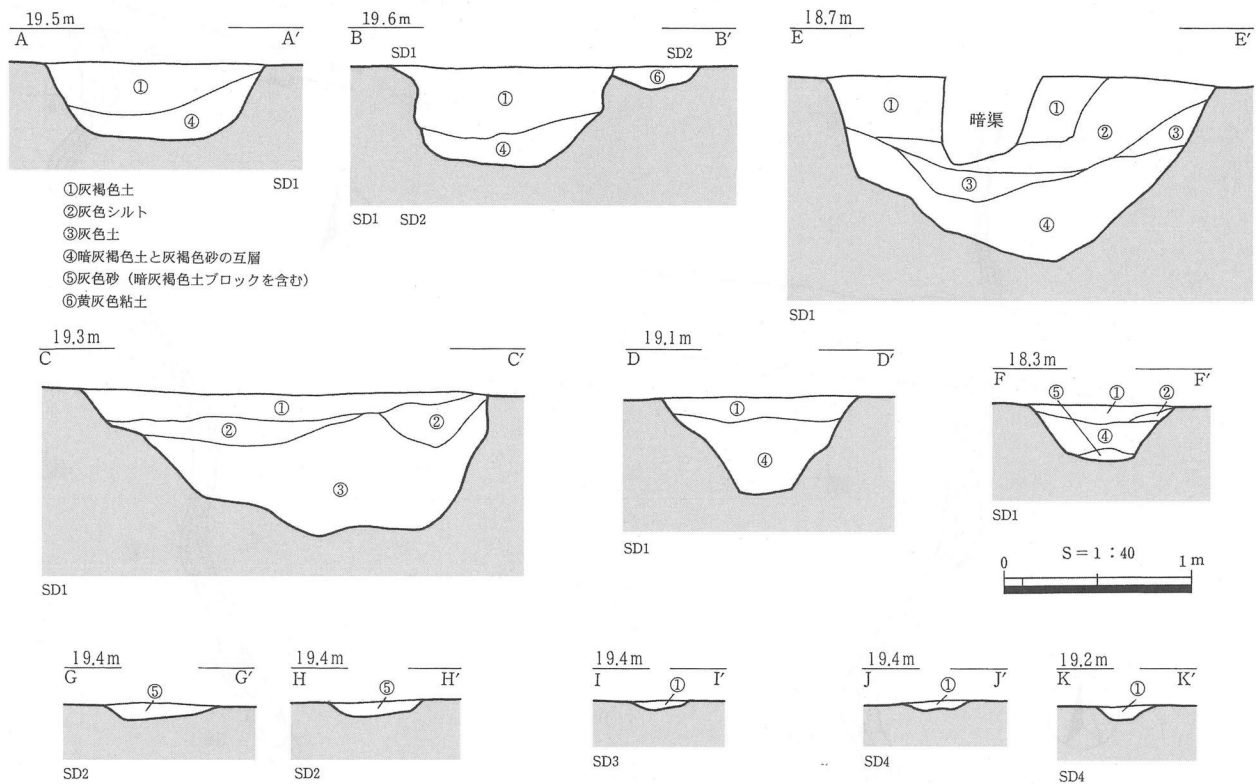 19.5m
A A′
①
④
SD1
19.6m
B B′
SD1 SD2
①
⑥
④
SD1 SD2
18.7m
E E′
①
暗渠
①
②
③
③
④
SD1
①灰褐色土
②灰色シルト
③灰色土
④暗灰褐色土と灰褐色砂の互層
⑤灰色砂（暗灰褐色土ブロックを含む）
⑥黄灰色粘土
19.3m
C C′
①
②
②
③
SD1
19.1m
D D′
①
④
SD1
18.3m
F F′
⑤ ① ②
④
SD1
S＝1：40
0 1m
19.4m
G G′
⑤
SD2
19.4m
H H′
⑤
SD2
19.4m
I I′
①
SD3
19.4m
J J′
①
SD4
19.2m
K K′
①
SD4